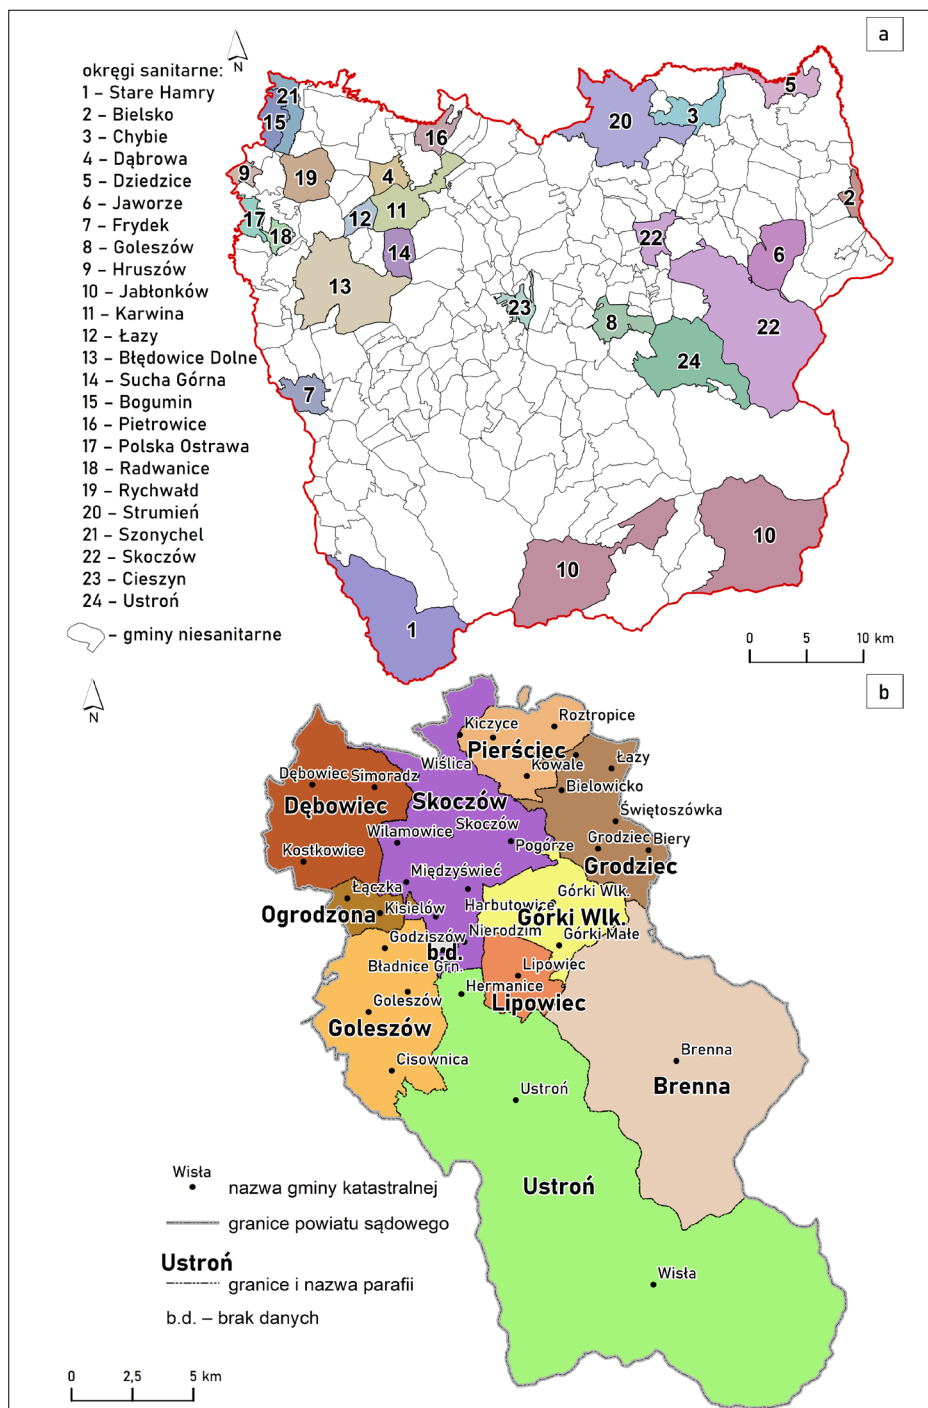 a
N
okręgi sanitarne:
1 – Stare Hamry
2 – Bielsko
3 – Chybie
4 – Dąbrowa
5 – Dziedzice
6 – Jaworze
7 – Frydek
8 – Goleszów
9 – Hruszów
10 – Jabłonków
11 – Karwina
12 – Łazy
13 – Błędowice Dolne
14 – Sucha Górna
15 – Bogumin
16 – Pietrowice
17 – Polska Ostrawa
18 – Radwanice
19 – Rychwałd
20 – Strumień
21 – Szonychel
22 – Skoczów
23 – Cieszyn
24 – Ustroń
– gminy niesanitarne
21
15
16
20
3
5
9
19
4
2
17
18
12
11
14
22
6
13
23
8
22
24
7
10
10
1
0 5 10 km
b
N
Kiczyce
Roztropice
Pierściec
Kowale
Łazy
Wiślica
Dębowiec
Simoradz
Bielowicko
Dębowiec
Skoczów
Świętoszówka
Wilamowice
Skoczów
Pogórze
Grodziec
Biery
Kostkowice
Grodziec
Międzyświeć
Łączka
Górki Wlk.
Ogrodzona
Kisielów
Harbutowice
Górki Wlk.
Godziszów
Nierodzim
Górki Małe
b.d.
Bładnice Grn.
Lipowiec
Hermanice
Goleszów
Lipowiec
Goleszów
Brenna
Cisownica
Brenna
Ustroń
Ustroń
Wisła
Wisła
nazwa gminy katastralnej
granice powiatu sądowego
Ustroń
granice i nazwa parafii
b.d. – brak danych
0 2,5 5 km